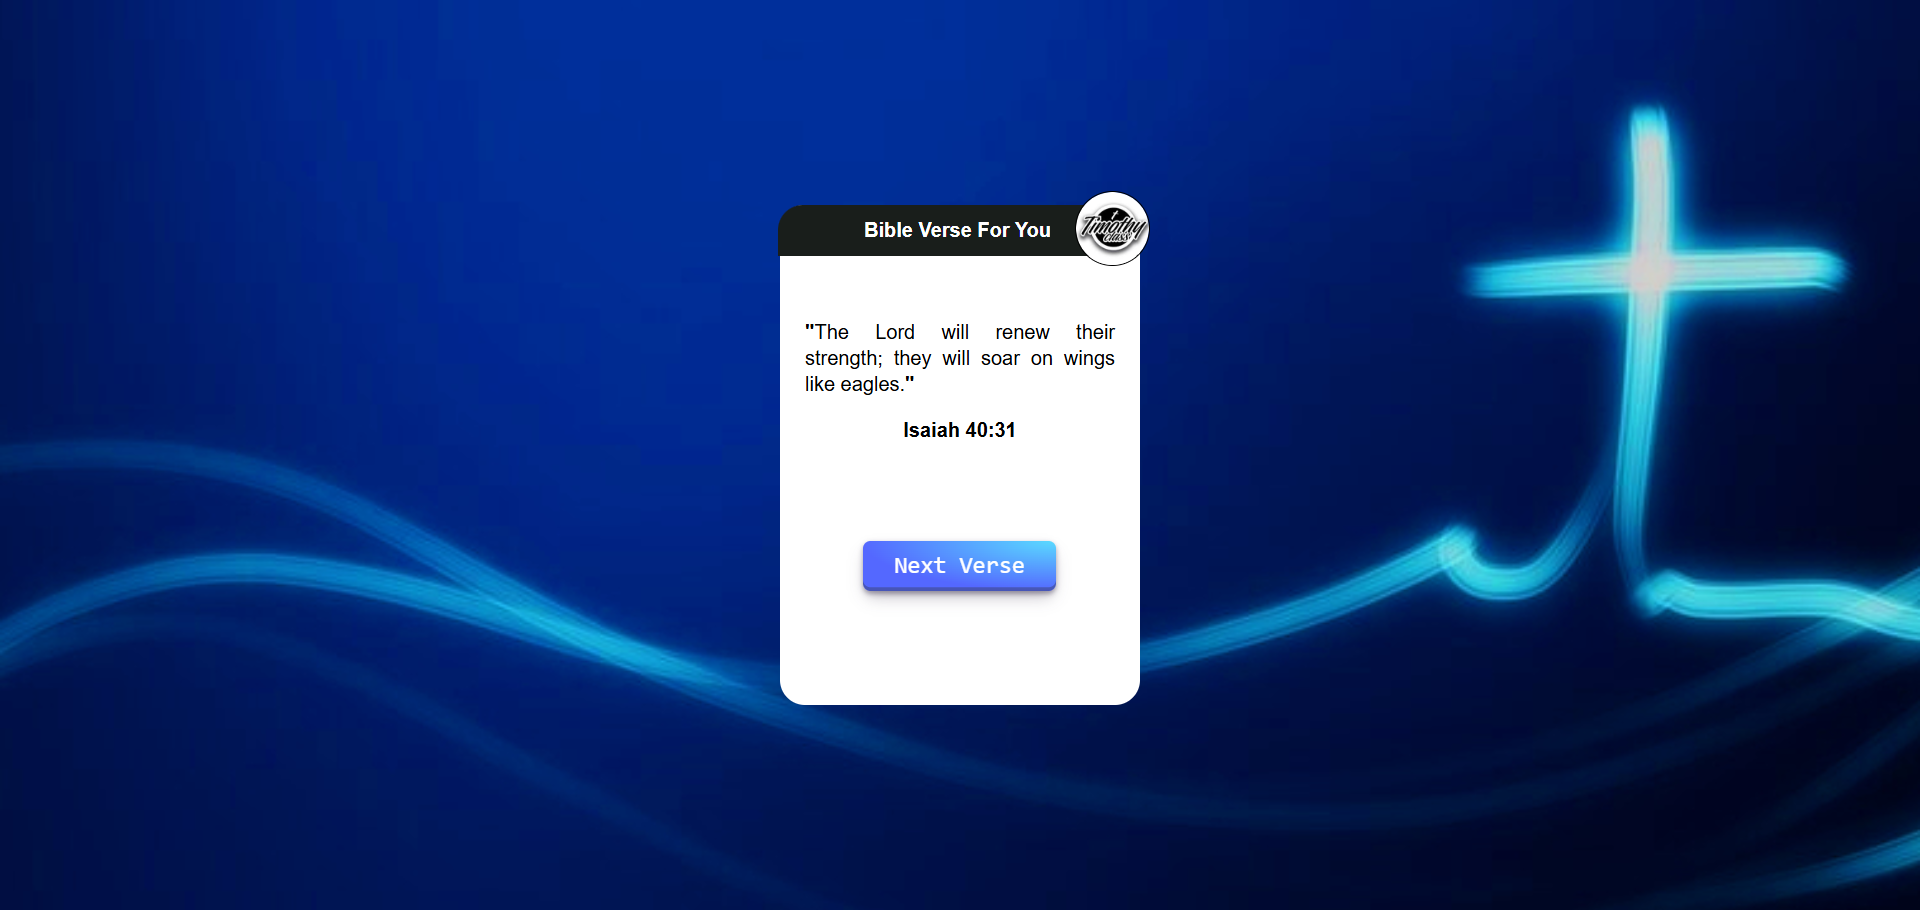 Bible Verse For You
Timothy
class
"The Lord will renew their
strength; they will soar on wings
like eagles."
Isaiah 40:31
Next Verse